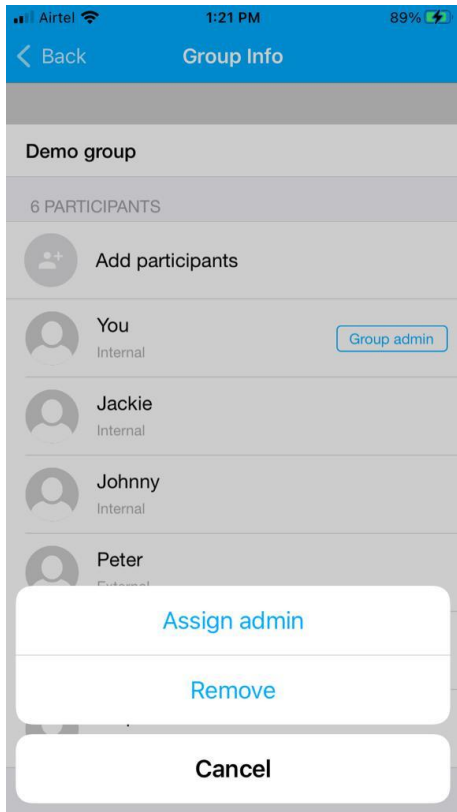 Airtel 1:21 PM 89%
Back Group Info
Demo group
6 PARTICIPANTS
Add participants
You
Internal
Group admin
Jackie
Internal
Johnny
Internal
Peter
Assign admin
Remove
Cancel